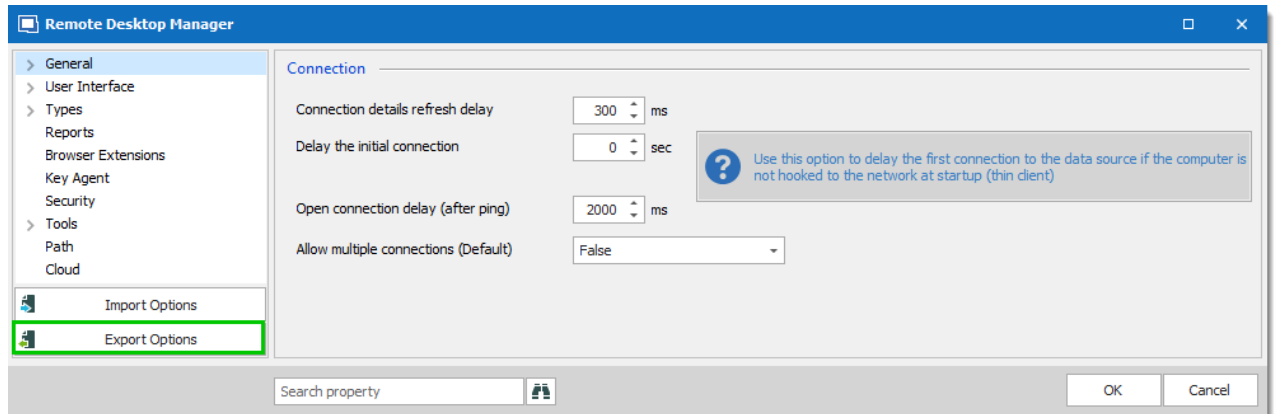 Remote Desktop Manager
General
User Interface
Types
Reports
Browser Extensions
Key Agent
Security
Tools
Path
Cloud
Import Options
Export Options
Connection
Connection details refresh delay 300 ms
Delay the initial connection 0 sec
Use this option to delay the first connection to the data source if the computer is
not hooked to the network at startup (thin client)
Open connection delay (after ping) 2000 ms
Allow multiple connections (Default) False
Search property
OK Cancel